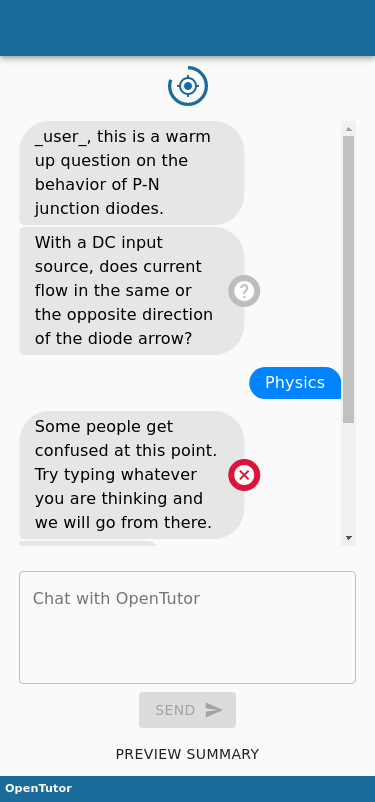 _user_, this is a warm
up question on the
behavior of P-N
junction diodes.
With a DC input
source, does current
flow in the same or
the opposite direction
of the diode arrow?
Physics
Some people get
confused at this point.
Try typing whatever
you are thinking and
we will go from there.
Chat with OpenTutor
SEND
PREVIEW SUMMARY
OpenTutor